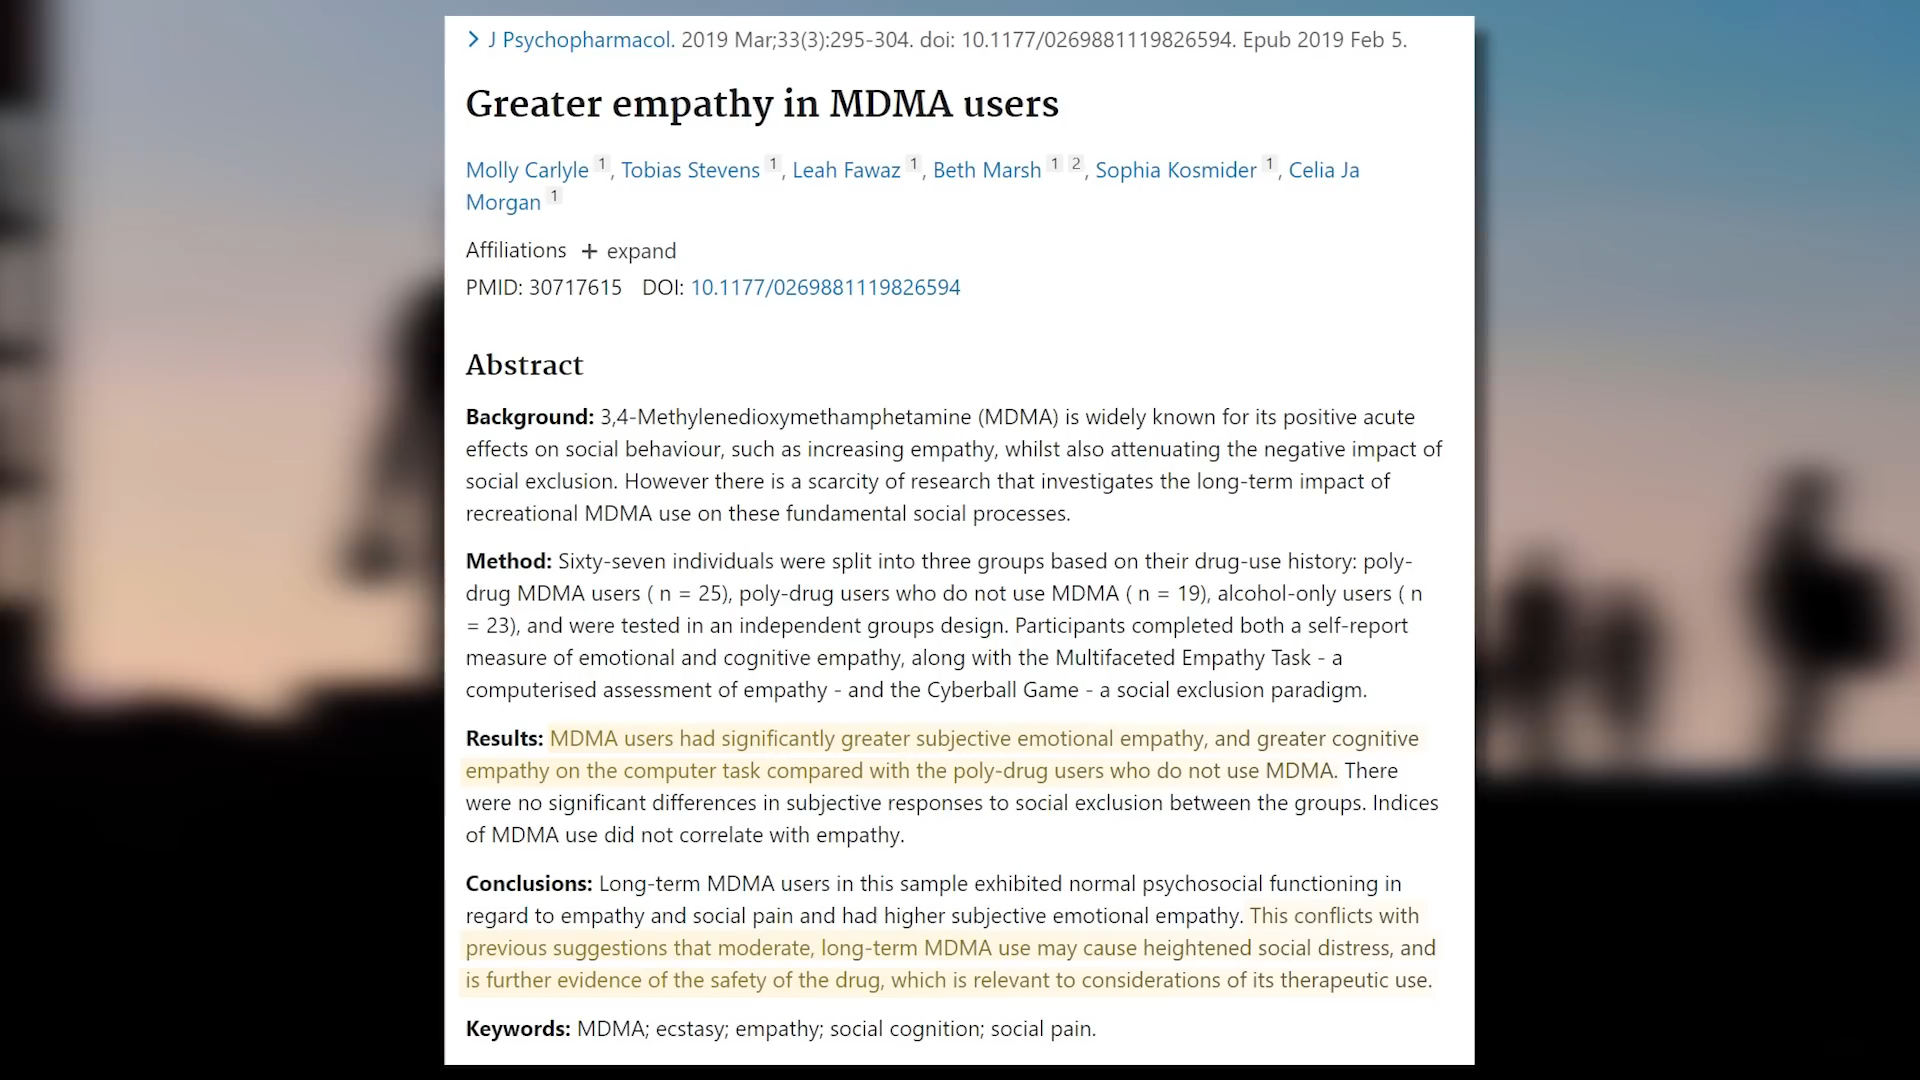 > J Psychopharmacol. 2019 Mar;33(3):295-304. doi: 10.1177/0269881119826594. Epub 2019 Feb 5.
Greater empathy in MDMA users
Molly Carlyle 1, Tobias Stevens 1, Leah Fawaz 1, Beth Marsh 1 2, Sophia Kosmider 1, Celia Ja
Morgan 1
Affiliations + expand
PMID: 30717615 DOI: 10.1177/0269881119826594
Abstract
Background: 3,4-Methylenedioxymethamphetamine (MDMA) is widely known for its positive acute
effects on social behaviour, such as increasing empathy, whilst also attenuating the negative impact of
social exclusion. However there is a scarcity of research that investigates the long-term impact of
recreational MDMA use on these fundamental social processes.
Method: Sixty-seven individuals were split into three groups based on their drug-use history: poly-
drug MDMA users ( n = 25), poly-drug users who do not use MDMA ( n = 19), alcohol-only users ( n
= 23), and were tested in an independent groups design. Participants completed both a self-report
measure of emotional and cognitive empathy, along with the Multifaceted Empathy Task - a
computerised assessment of empathy - and the Cyberball Game - a social exclusion paradigm.
Results: MDMA users had significantly greater subjective emotional empathy, and greater cognitive
empathy on the computer task compared with the poly-drug users who do not use MDMA. There
were no significant differences in subjective responses to social exclusion between the groups. Indices
of MDMA use did not correlate with empathy.
Conclusions: Long-term MDMA users in this sample exhibited normal psychosocial functioning in
regard to empathy and social pain and had higher subjective emotional empathy. This conflicts with
previous suggestions that moderate, long-term MDMA use may cause heightened social distress, and
is further evidence of the safety of the drug, which is relevant to considerations of its therapeutic use.
Keywords: MDMA; ecstasy; empathy; social cognition; social pain.